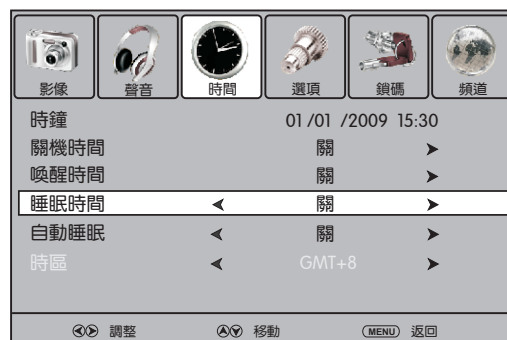 影像 聲音 時間 選項 鎖碼 頻道
時鐘 01/01 /2009 15:30
關機時間 關
喚醒時間 關
睡眠時間 關
自動睡眠 關
時區 GMT+8
調整 移動 MENU 返回